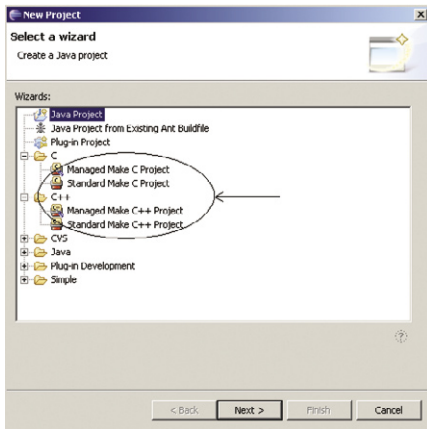 New Project
Select a wizard
Create a Java project
Wizards:
Java Project
Java Project from Existing Ant Buildfile
Plug-in Project
C
Managed Make C Project
Standard Make C Project
C++
Managed Make C++ Project
Standard Make C++ Project
CVS
Java
Plug-in Development
Simple
< Back Next > Finish Cancel